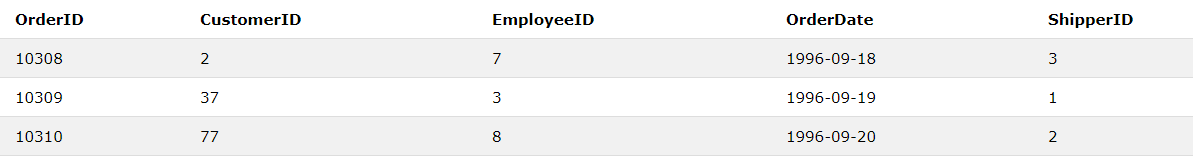 OrderID CustomerID EmployeeID OrderDate ShipperID
10308 2 7 1996-09-18 3
10309 37 3 1996-09-19 1
10310 77 8 1996-09-20 2